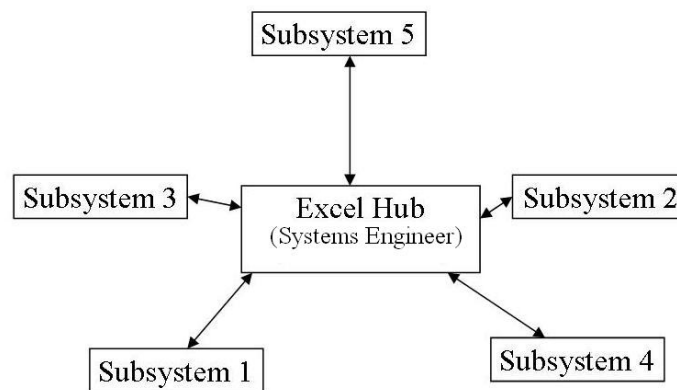 Subsystem 5
Subsystem 3
Excel Hub
(Systems Engineer)
Subsystem 2
Subsystem 1
Subsystem 4